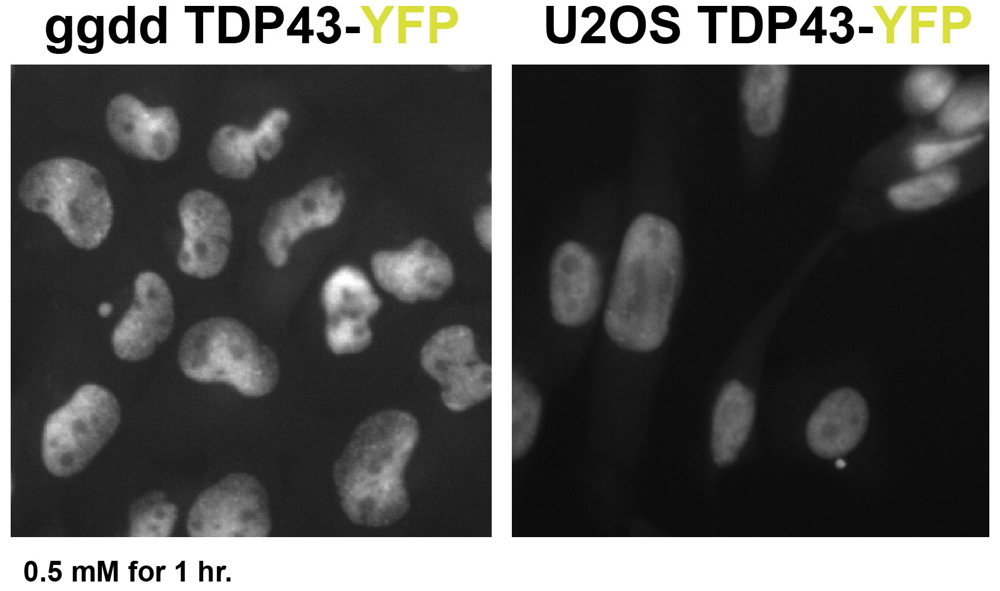 ggdd TDP43-YFP
U2OS TDP43-YFP
0.5 mM for 1 hr.